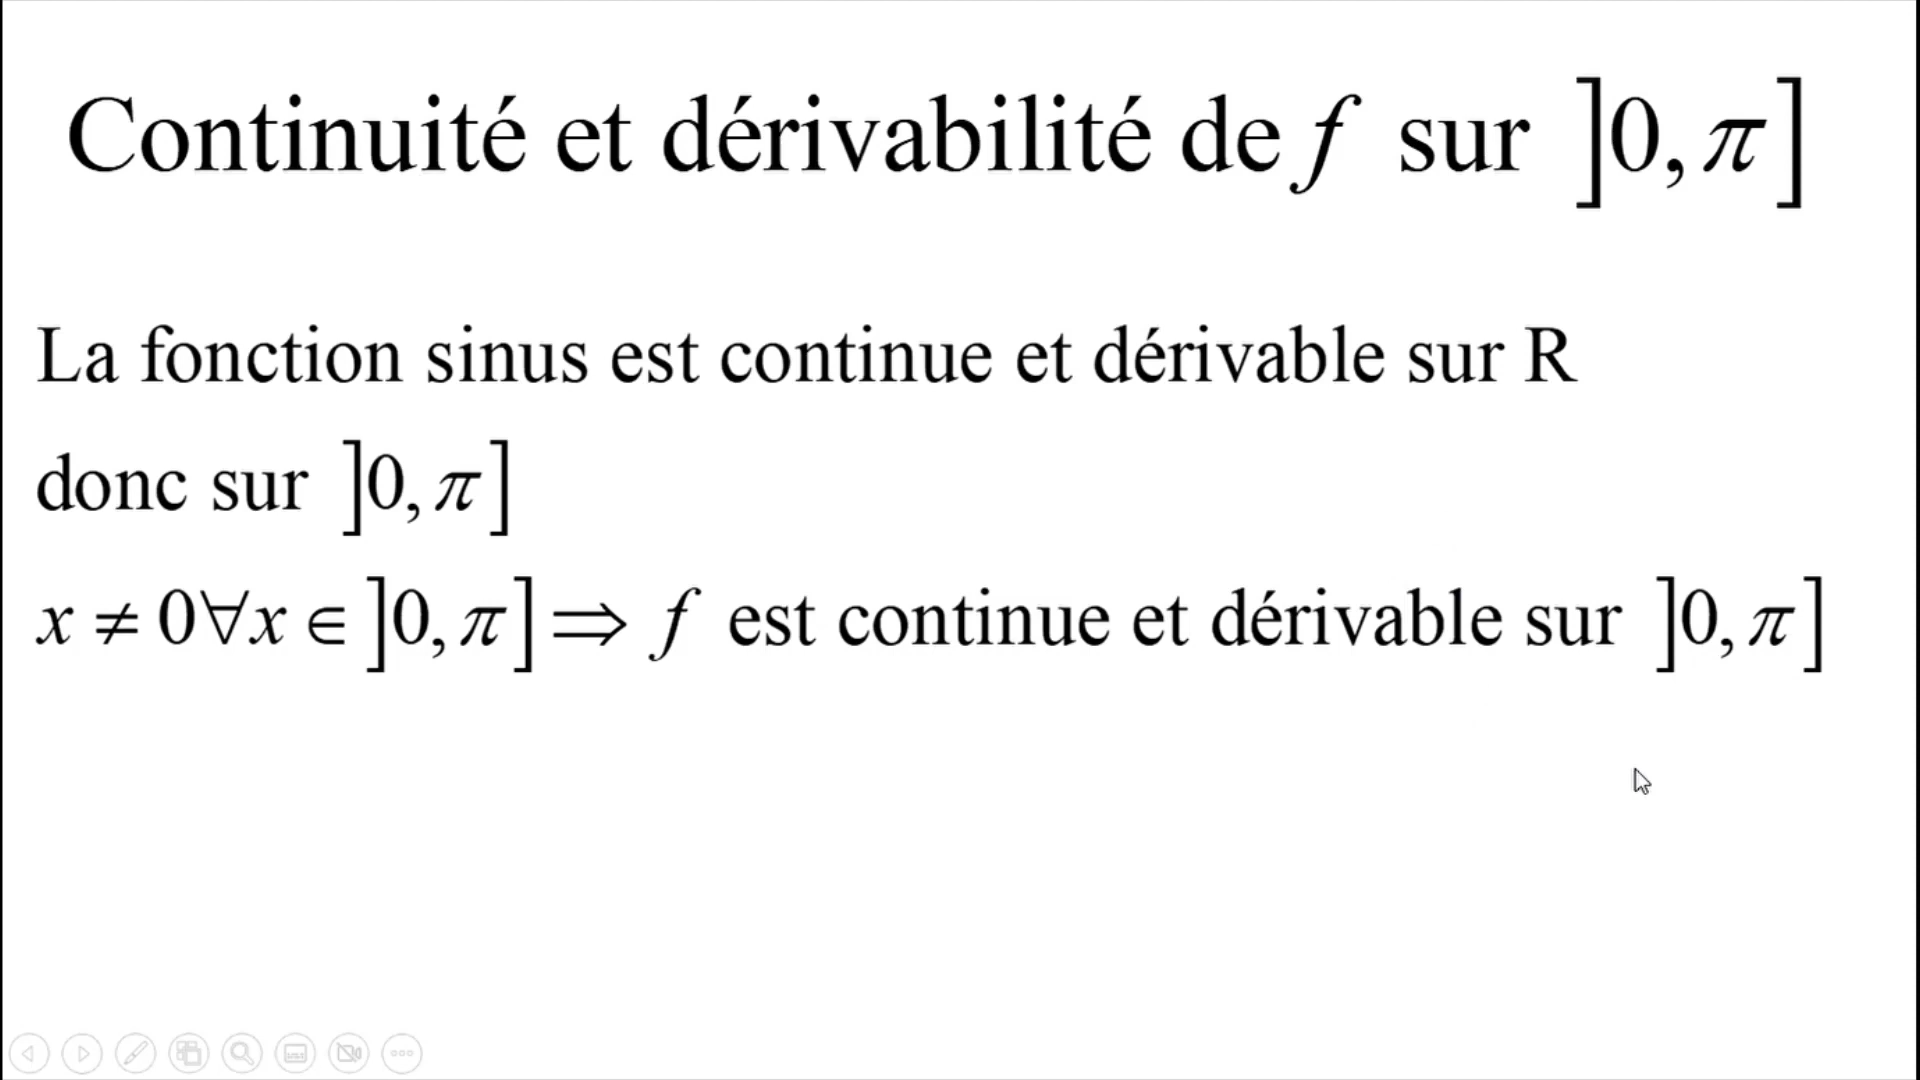 Continuité et dérivabilité de f sur ]0, π]
La fonction sinus est continue et dérivable sur R
donc sur ]0, π]
x ≠ 0∀x ∈ ]0, π] ⇒ f est continue et dérivable sur ]0, π]